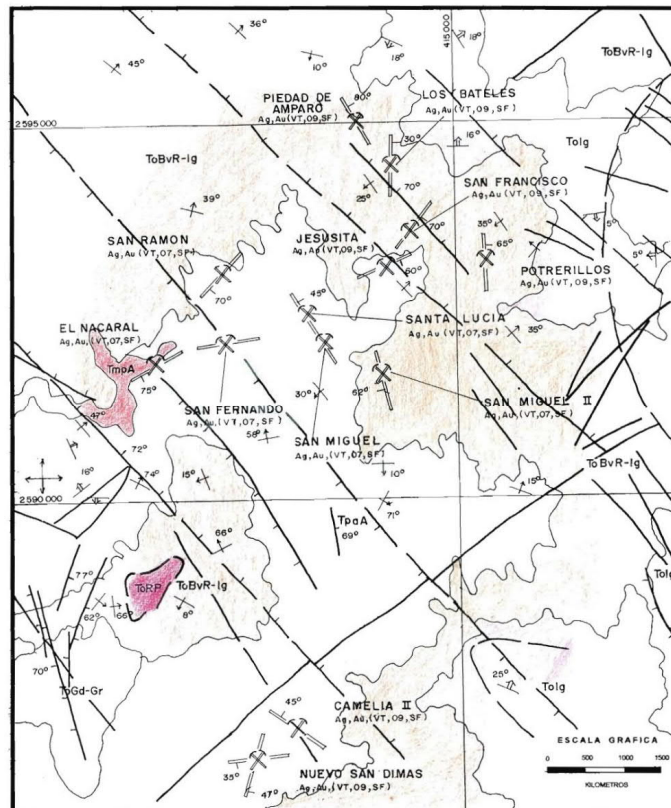 36°
415000
18°
45°
10°
18°
ToBvR-Ig
PIEDAD DE
AMPARO
Ag, Au (VT, 09, SF)
80°
LOS BATELES
Ag, Au (VT, 09, SF)
2595000
30°
16°
ToIg
ToBvR-Ig
70°
25°
SAN FRANCISCO
Ag, Au (VT, 09, SF)
39°
70°
35°
65°
5°
SAN RAMON
Ag, Au (VT, 07, SF)
JESUSITA
Ag, Au (VT, 09, SF)
5°
60°
POTRERILLOS
Ag, Au (VT, 09, SF)
70°
45°
EL NACARAL
Ag, Au, (VT, 07, SF)
SANTA LUCIA
Ag, Au (VT, 07, SF)
35°
TmpA
75°
62°
SAN FERNANDO
Ag, Au, (VT, 07, SF)
30°
SAN MIGUEL II
Ag, Au, (VT, 07, SF)
47°
58°
SAN MIGUEL
Ag, Au, (VT, 07, SF)
72°
16°
74°
15°
10°
ToBvR-Ig
15°
2590000
71°
TpaA
69°
66°
77°
ToRP
ToBvR-Ig
ToIg
62°
66°
8°
70°
25°
ToGd-Gr
ToIg
45°
CAMELIA II
Ag, Au, (VT, 09, SF)
ESCALA GRAFICA
0 500 1000 1500
KILOMETROS
35°
47°
NUEVO SAN DIMAS
Ag, Au, (VT, 09, SF)